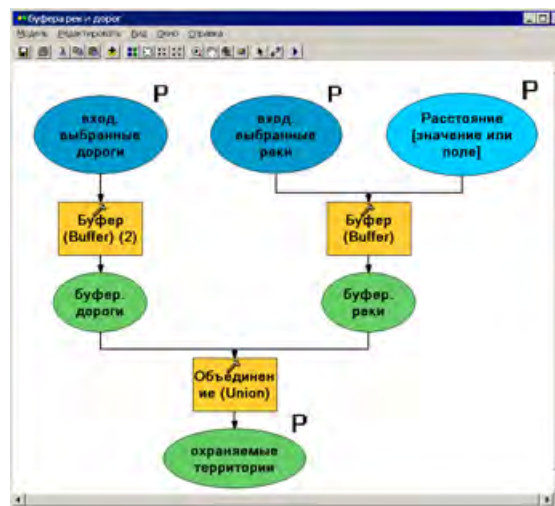 буфера рек и дорог
Модель Редактировать Вид Окно Справка
P
вход.
выбранные
дороги
P
вход.
выбранные
реки
P
Расстояние
[значение или
поле]
Буфер
(Buffer) (2)
Буфер
(Buffer)
буфер.
дороги
буфер.
реки
Объединен
ие (Union)
P
охраняемые
территории